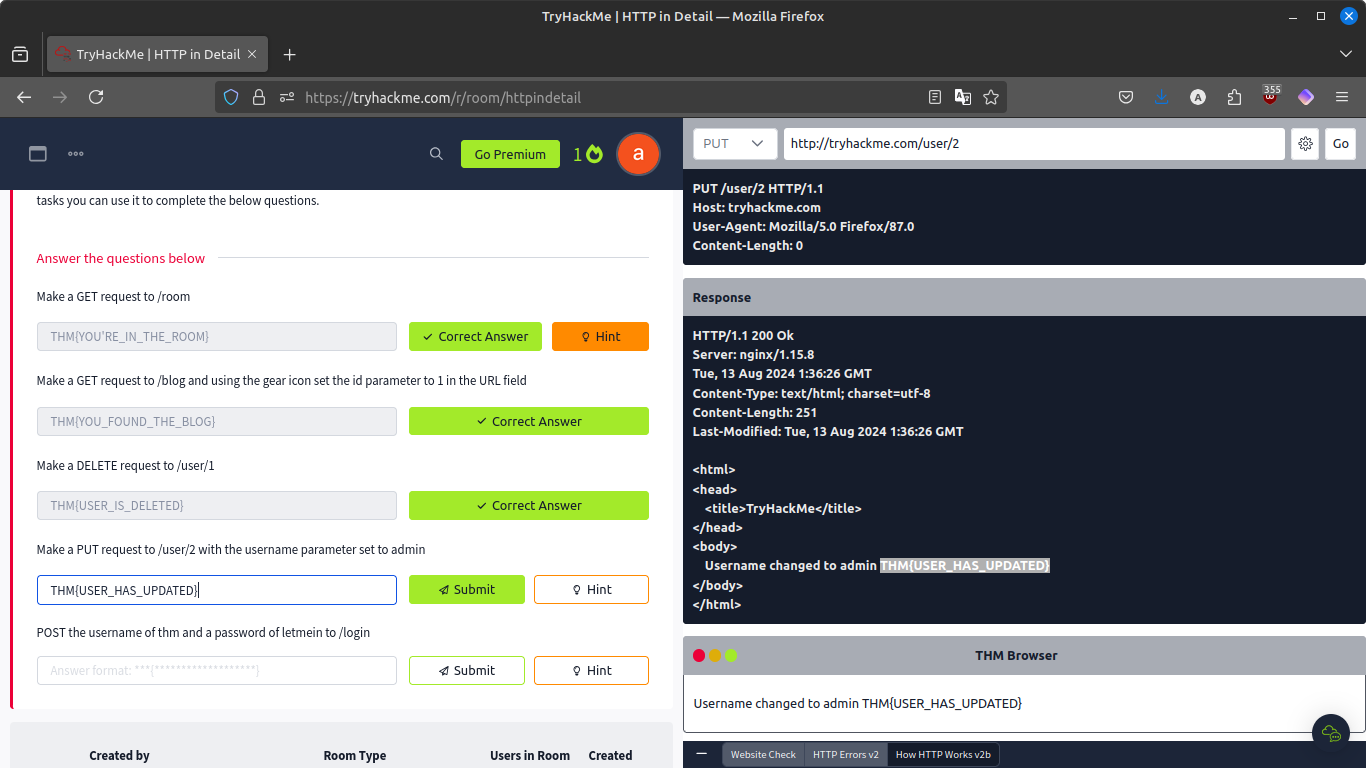 TryHackMe | HTTP in Detail — Mozilla Firefox
TryHackMe | HTTP in Detail
https://tryhackme.com/r/room/httpindetail
A
355
Go Premium
1
a
tasks you can use it to complete the below questions.
Answer the questions below
Make a GET request to /room
THM{YOU'RE_IN_THE_ROOM}
Correct Answer
Hint
Make a GET request to /blog and using the gear icon set the id parameter to 1 in the URL field
THM{YOU_FOUND_THE_BLOG}
Correct Answer
Make a DELETE request to /user/1
THM{USER_IS_DELETED}
Correct Answer
Make a PUT request to /user/2 with the username parameter set to admin
THM{USER_HAS_UPDATED}
Submit
Hint
POST the username of thm and a password of letmein to /login
Answer format: ***{*******************}
Submit
Hint
Created by
Room Type
Users in Room
Created
PUT
http://tryhackme.com/user/2
Go
PUT /user/2 HTTP/1.1
Host: tryhackme.com
User-Agent: Mozilla/5.0 Firefox/87.0
Content-Length: 0
Response
HTTP/1.1 200 Ok
Server: nginx/1.15.8
Tue, 13 Aug 2024 1:36:26 GMT
Content-Type: text/html; charset=utf-8
Content-Length: 251
Last-Modified: Tue, 13 Aug 2024 1:36:26 GMT
<html>
<head>
<title>TryHackMe</title>
</head>
<body>
Username changed to admin THM{USER_HAS_UPDATED}
</body>
</html>
THM Browser
Username changed to admin THM{USER_HAS_UPDATED}
Website Check
HTTP Errors v2
How HTTP Works v2b